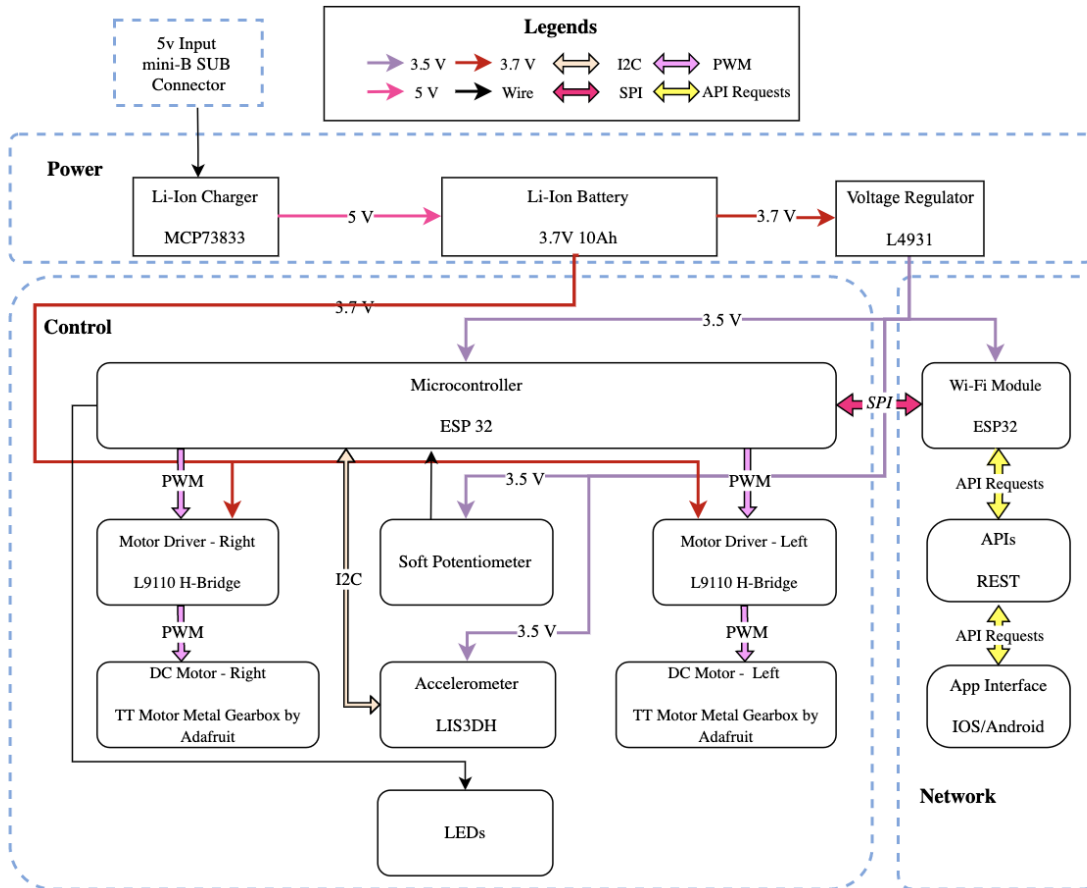 5v Input
mini-B SUB
Connector
Legends
3.5 V
3.7 V
I2C
PWM
5 V
Wire
SPI
API Requests
Power
Li-Ion Charger
MCP73833
5 V
Li-Ion Battery
3.7V 10Ah
3.7 V
Voltage Regulator
L4931
3.7 V
Control
3.5 V
Microcontroller
ESP 32
SPI
Wi-Fi Module
ESP32
PWM
3.5 V
PWM
API Requests
Motor Driver - Right
L9110 H-Bridge
I2C
Soft Potentiometer
Motor Driver - Left
L9110 H-Bridge
APIs
REST
PWM
3.5 V
PWM
API Requests
DC Motor - Right
TT Motor Metal Gearbox by
Adafruit
Accelerometer
LIS3DH
DC Motor - Left
TT Motor Metal Gearbox by
Adafruit
App Interface
IOS/Android
LEDs
Network